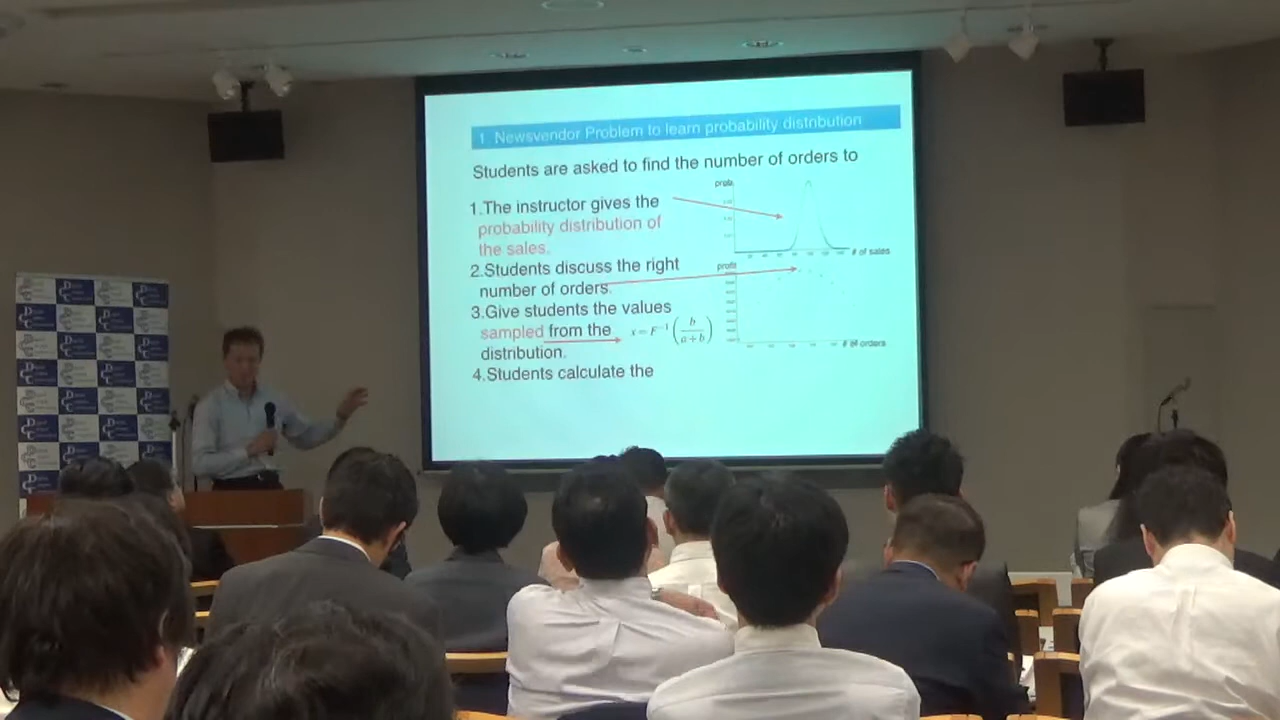 1. Newsvendor Problem to learn probability distribution
Students are asked to find the number of orders to
1.The instructor gives the
probability distribution of
the sales.
2.Students discuss the right
number of orders.
3.Give students the values
sampled from the
distribution.
4.Students calculate the
x = F⁻¹ ( b / a + b )
prob
# of sales
profit
# of orders